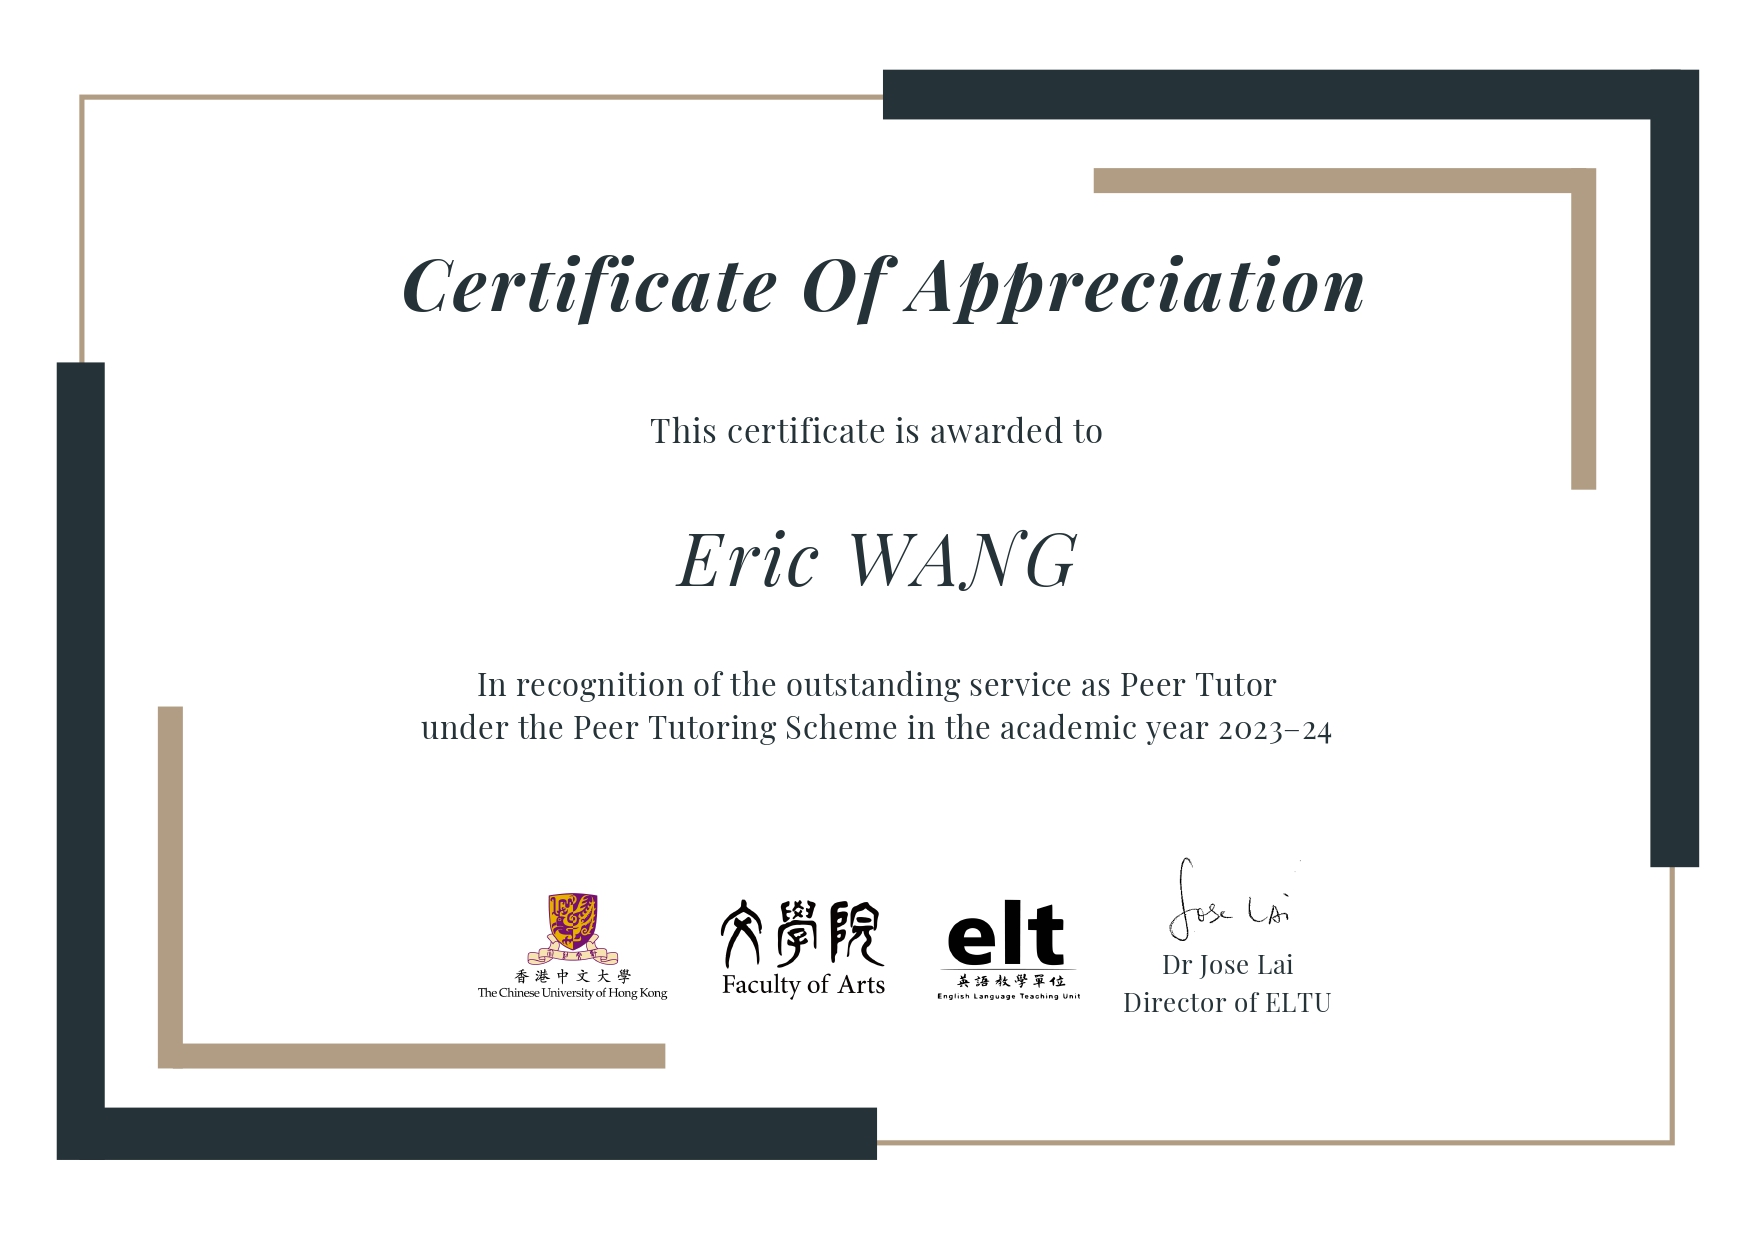 Certificate Of Appreciation
This certificate is awarded to
Eric WANG
In recognition of the outstanding service as Peer Tutor
under the Peer Tutoring Scheme in the academic year 2023–24
香港中文大學
The Chinese University of Hong Kong
文學院
Faculty of Arts
elt
英語教學單位
English Language Teaching Unit
Jose Lai
Dr Jose Lai
Director of ELTU